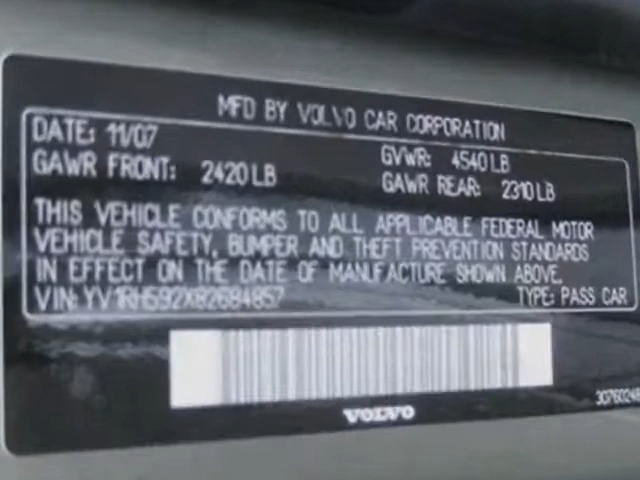 MFD BY VOLVO CAR CORPORATION
DATE: 11/07
GVWR: 4540 LB
GAWR FRONT: 2420 LB
GAWR REAR: 2310 LB
THIS VEHICLE CONFORMS TO ALL APPLICABLE FEDERAL MOTOR
VEHICLE SAFETY, BUMPER AND THEFT PREVENTION STANDARDS
IN EFFECT ON THE DATE OF MANUFACTURE SHOWN ABOVE.
VIN: YV1RH592X82684857
TYPE: PASS CAR
VOLVO